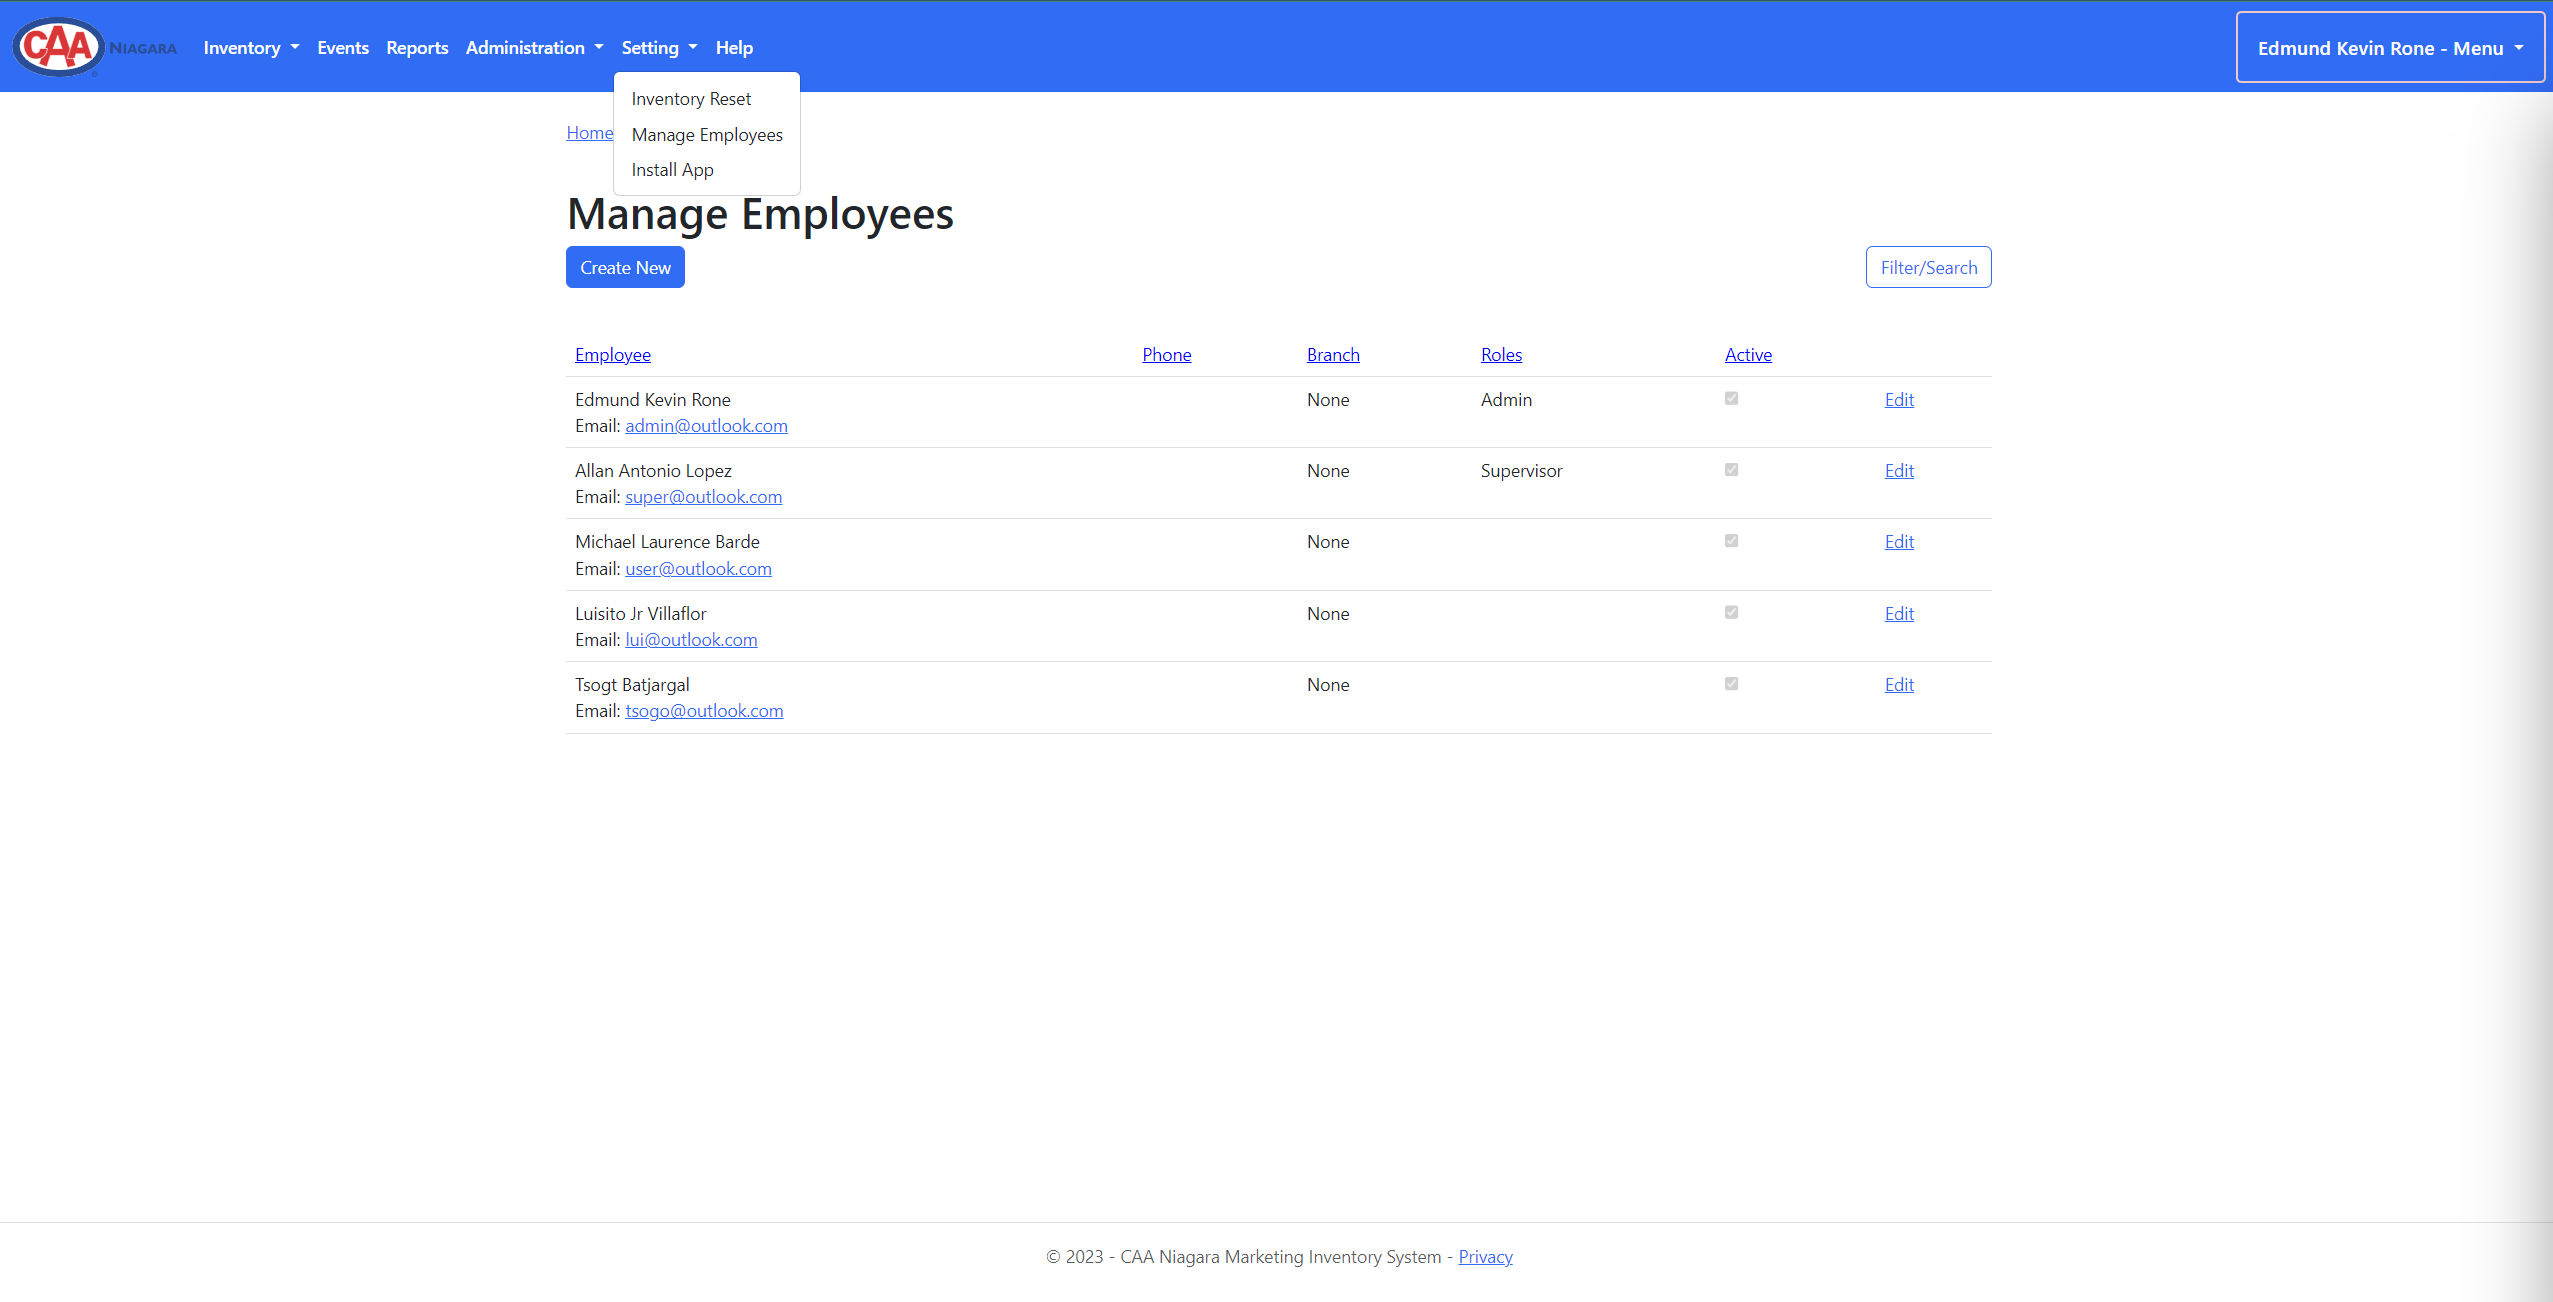 CAA NIAGARA Inventory Events Reports Administration Setting Help Edmund Kevin Rone - Menu
Inventory Reset
Manage Employees
Install App
Home
Manage Employees
Create New Filter/Search
Employee Phone Branch Roles Active
Edmund Kevin Rone None Admin Edit
Email: admin@outlook.com
Allan Antonio Lopez None Supervisor Edit
Email: super@outlook.com
Michael Laurence Barde None Edit
Email: user@outlook.com
Luisito Jr Villaflor None Edit
Email: lui@outlook.com
Tsogt Batjargal None Edit
Email: tsogo@outlook.com
© 2023 - CAA Niagara Marketing Inventory System - Privacy